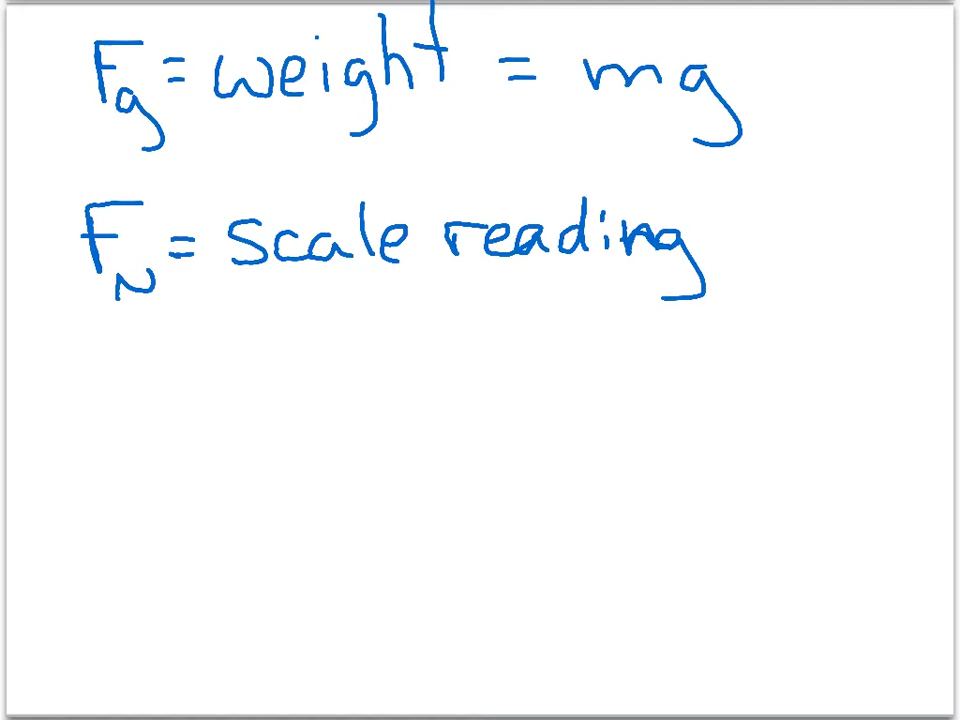 Fg = weight = mg
FN = scale reading